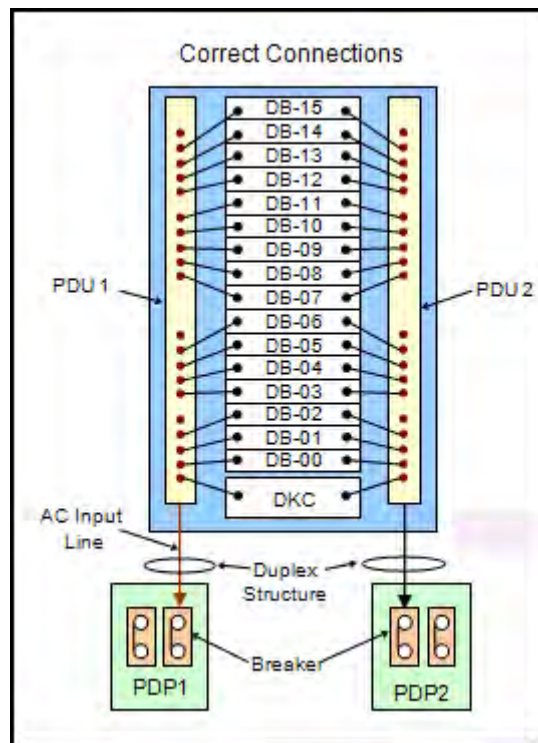 Correct Connections
DB-15
DB-14
DB-13
DB-12
DB-11
DB-10
DB-09
DB-08
DB-07
PDU 1
PDU 2
DB-06
DB-05
DB-04
DB-03
DB-02
DB-01
DB-00
DKC
AC Input
Line
Duplex
Structure
Breaker
PDP1
PDP2